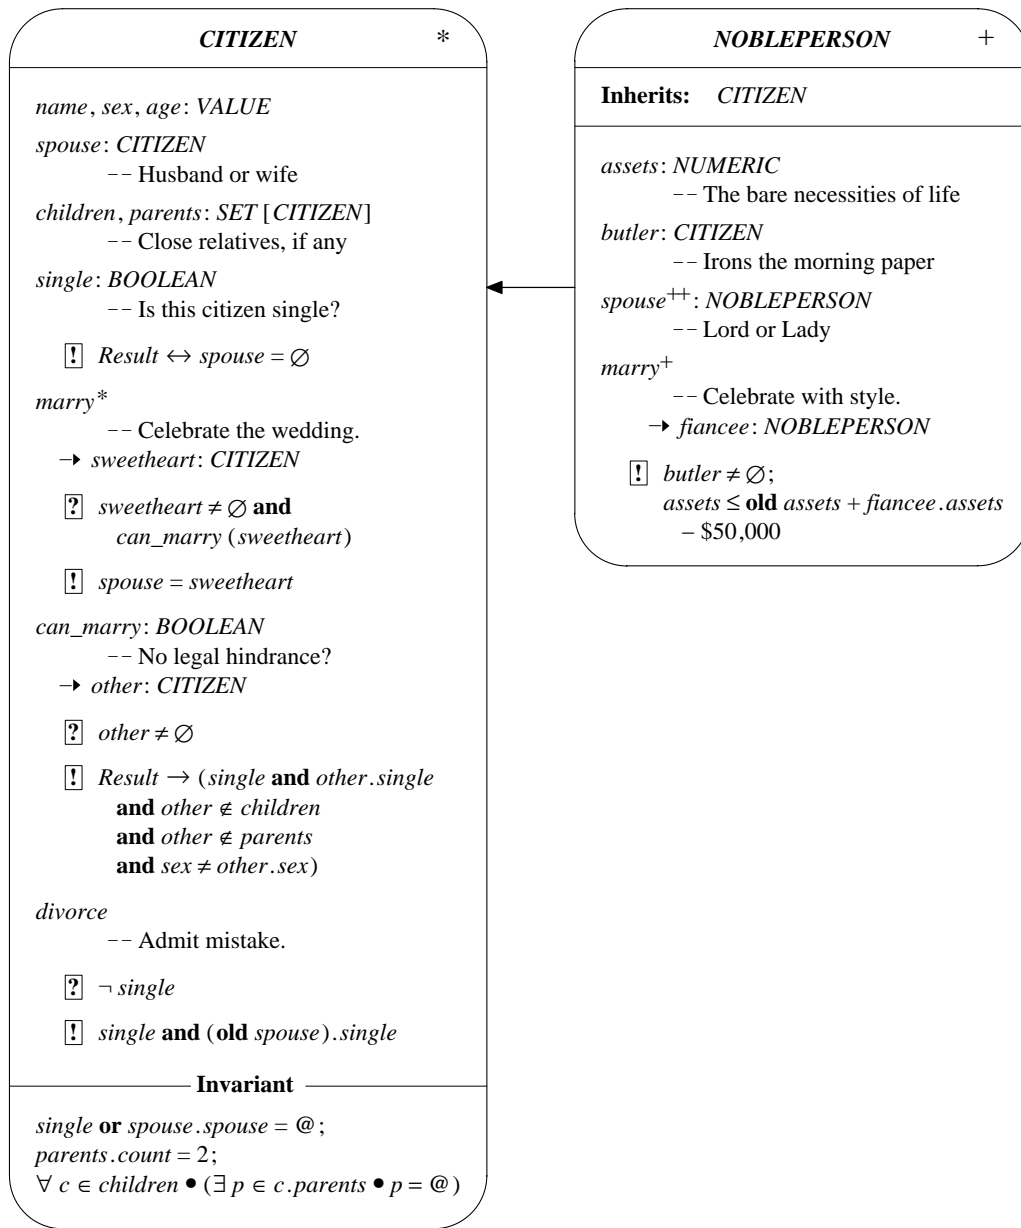 CITIZEN *
name, sex, age: VALUE
spouse: CITIZEN
-- Husband or wife
children, parents: SET [CITIZEN]
-- Close relatives, if any
single: BOOLEAN
-- Is this citizen single?
! Result ↔ spouse = ∅
marry*
-- Celebrate the wedding.
→ sweetheart: CITIZEN
? sweetheart ≠ ∅ and
can_marry (sweetheart)
! spouse = sweetheart
can_marry: BOOLEAN
-- No legal hindrance?
→ other: CITIZEN
? other ≠ ∅
! Result → (single and other.single
and other ∉ children
and other ∉ parents
and sex ≠ other.sex)
divorce
-- Admit mistake.
? ¬ single
! single and (old spouse).single
Invariant
single or spouse.spouse = @;
parents.count = 2;
∀ c ∈ children • (∃ p ∈ c.parents • p = @)
NOBLEPERSON +
Inherits: CITIZEN
assets: NUMERIC
-- The bare necessities of life
butler: CITIZEN
-- Irons the morning paper
spouse++: NOBLEPERSON
-- Lord or Lady
marry+
-- Celebrate with style.
→ fiancee: NOBLEPERSON
! butler ≠ ∅;
assets ≤ old assets + fiancee.assets
– $50,000